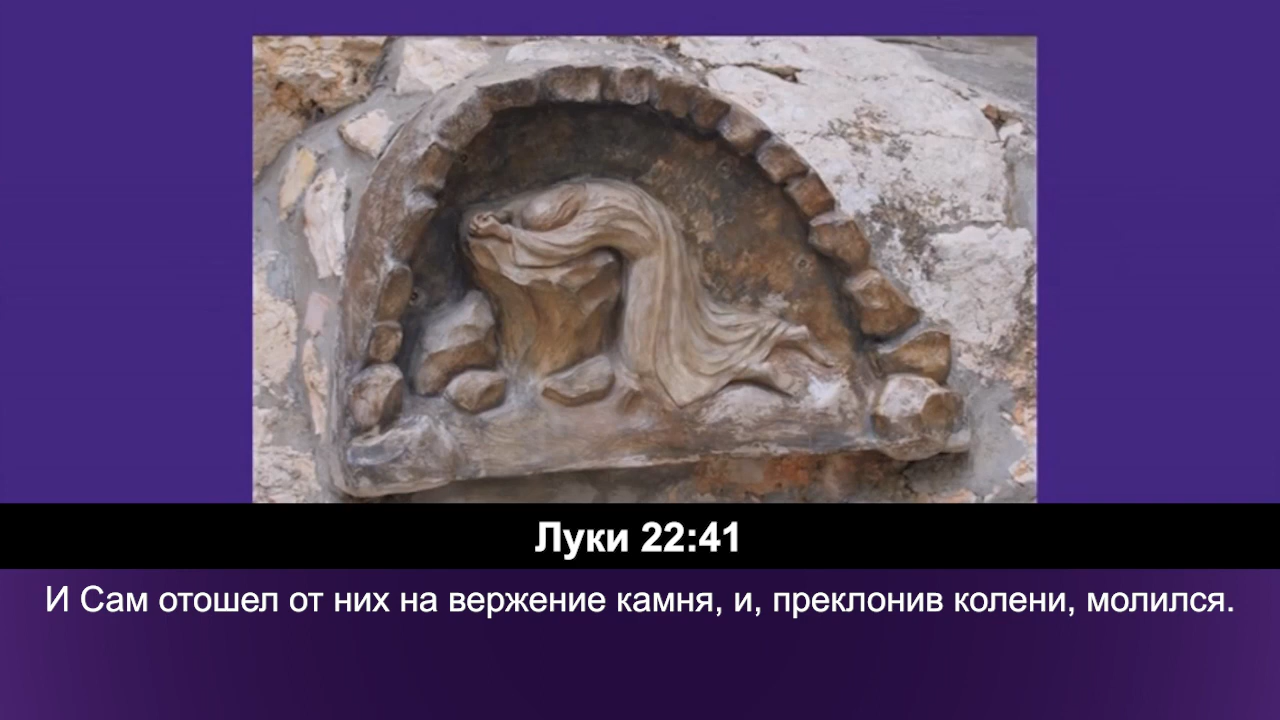 Луки 22:41
И Сам отошел от них на вержение камня, и, преклонив колени, молился.